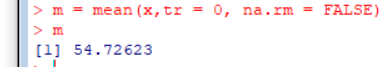 > m = mean(x,tr = 0, na.rm = FALSE)
> m
[1] 54.72623